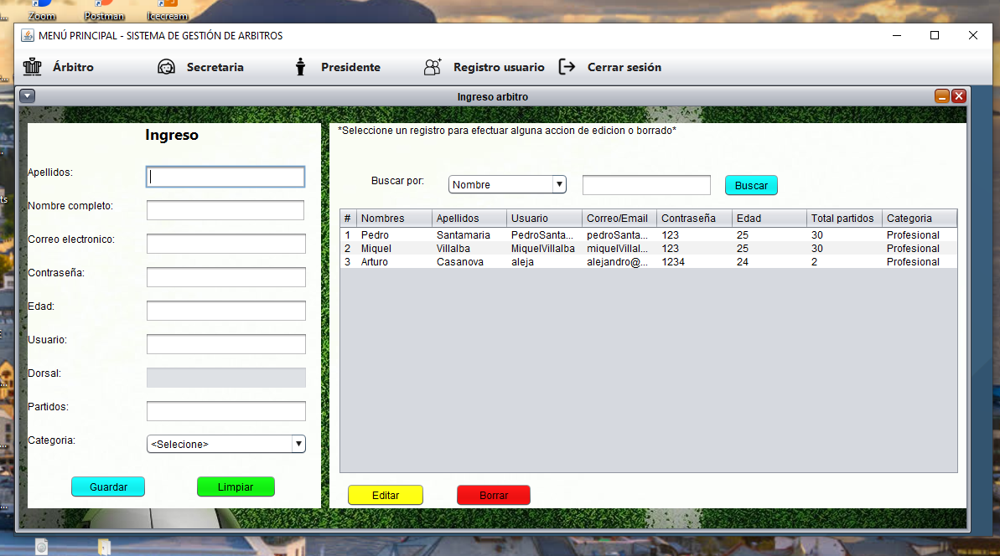 Zoom Postman Icecream
MENÚ PRINCIPAL - SISTEMA DE GESTIÓN DE ARBITROS
Árbitro Secretaria Presidente Registro usuario Cerrar sesión
Ingreso arbitro
Ingreso
Apellidos:
Nombre completo:
Correo electronico:
Contraseña:
Edad:
Usuario:
Dorsal:
Partidos:
Categoria: <Selecione>
Guardar Limpiar
*Seleccione un registro para efectuar alguna accion de edicion o borrado*
Buscar por: Nombre Buscar
# Nombres Apellidos Usuario Correo/Email Contraseña Edad Total partidos Categoria
1 Pedro Santamaria PedroSanta... pedroSanta... 123 25 30 Profesional
2 Miquel Villalba MiquelVillalba miquelVillal... 123 25 30 Profesional
3 Arturo Casanova aleja alejandro@... 1234 24 2 Profesional
Editar Borrar